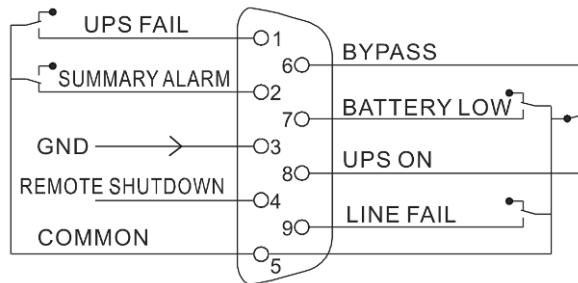 UPS FAIL
1
SUMMARY ALARM
2
GND
3
REMOTE SHUTDOWN
4
COMMON
5
6
BYPASS
7
BATTERY LOW
8
UPS ON
9
LINE FAIL